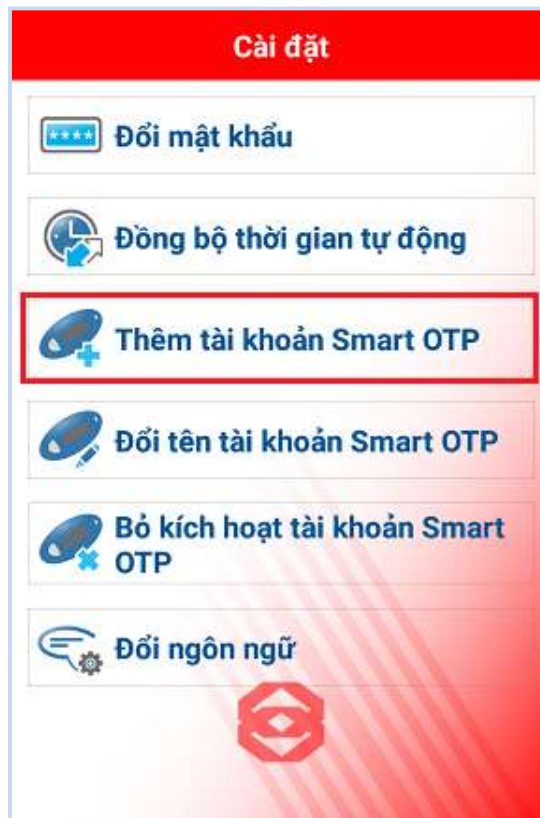 Cài đặt
****
Đổi mật khẩu
Đồng bộ thời gian tự động
Thêm tài khoản Smart OTP
Đổi tên tài khoản Smart OTP
Bỏ kích hoạt tài khoản Smart
OTP
Đổi ngôn ngữ